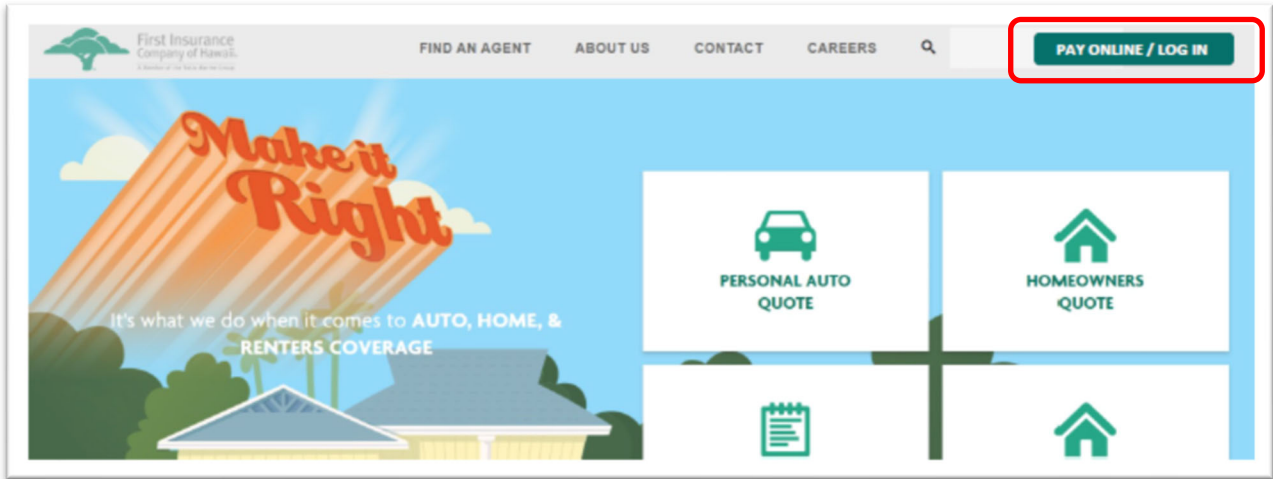 First Insurance
Company of Hawaii
FIND AN AGENT
ABOUT US
CONTACT
CAREERS
PAY ONLINE / LOG IN
Make it
Right
It's what we do when it comes to AUTO, HOME, &
RENTERS COVERAGE
PERSONAL AUTO
QUOTE
HOMEOWNERS
QUOTE